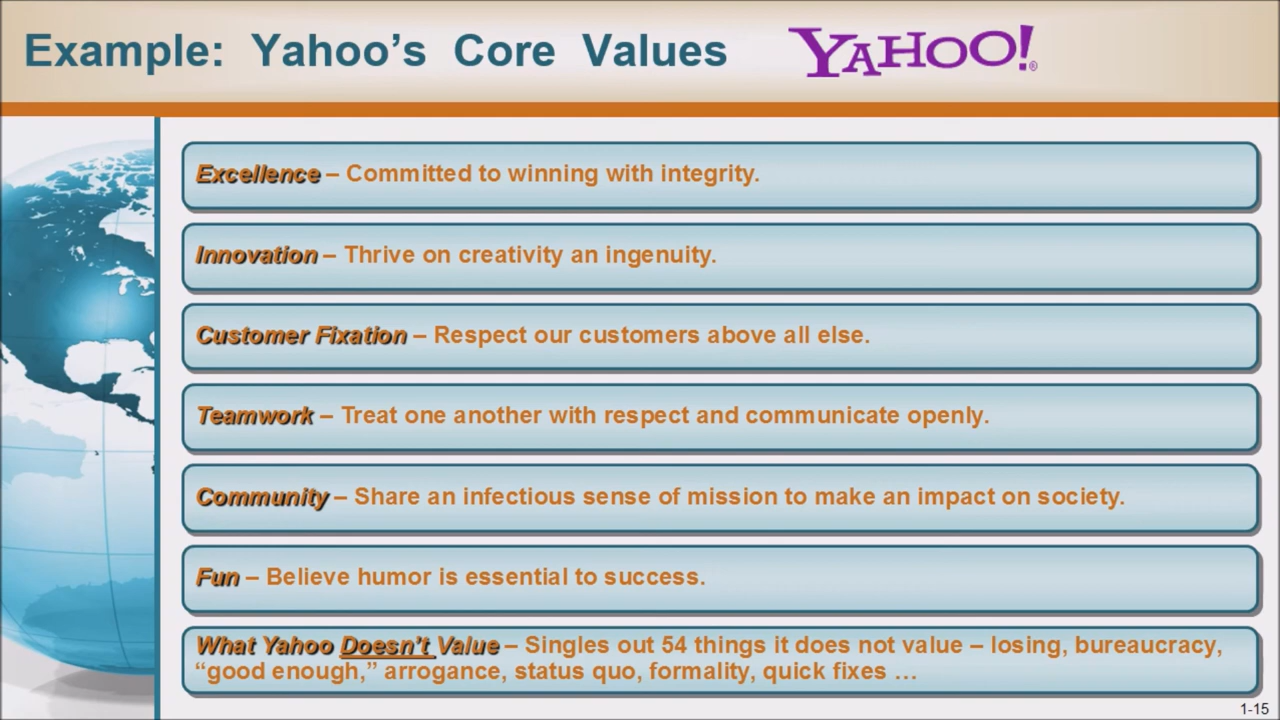 Example: Yahoo’s Core Values YAHOO!®
Excellence – Committed to winning with integrity.
Innovation – Thrive on creativity an ingenuity.
Customer Fixation – Respect our customers above all else.
Teamwork – Treat one another with respect and communicate openly.
Community – Share an infectious sense of mission to make an impact on society.
Fun – Believe humor is essential to success.
What Yahoo Doesn’t Value – Singles out 54 things it does not value – losing, bureaucracy,
“good enough,” arrogance, status quo, formality, quick fixes …
1-15